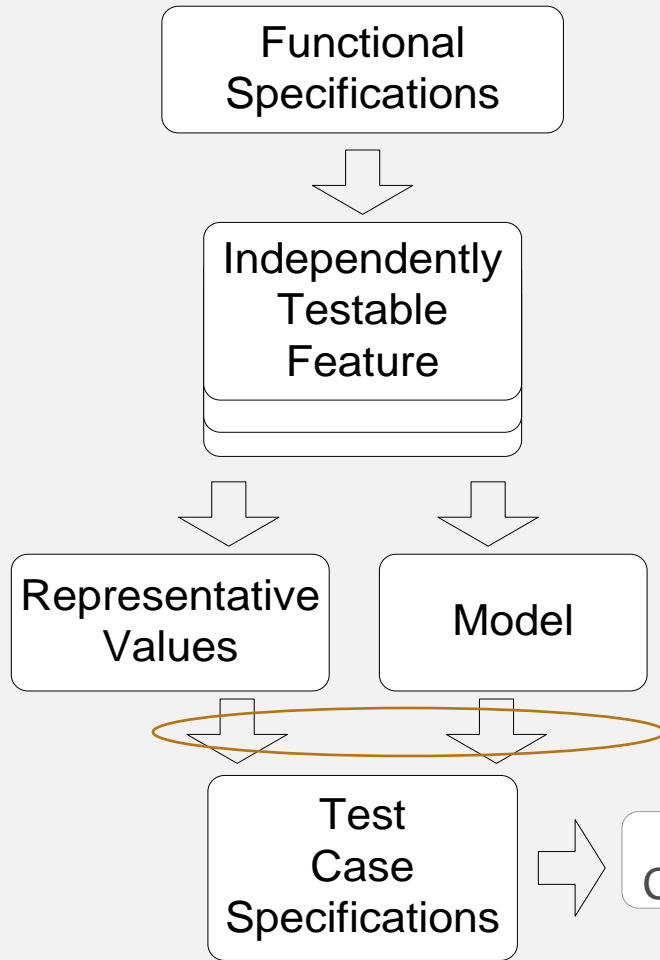 Functional
Specifications
Independently
Testable
Feature
Representative
Values
Model
Test
Case
Specifications